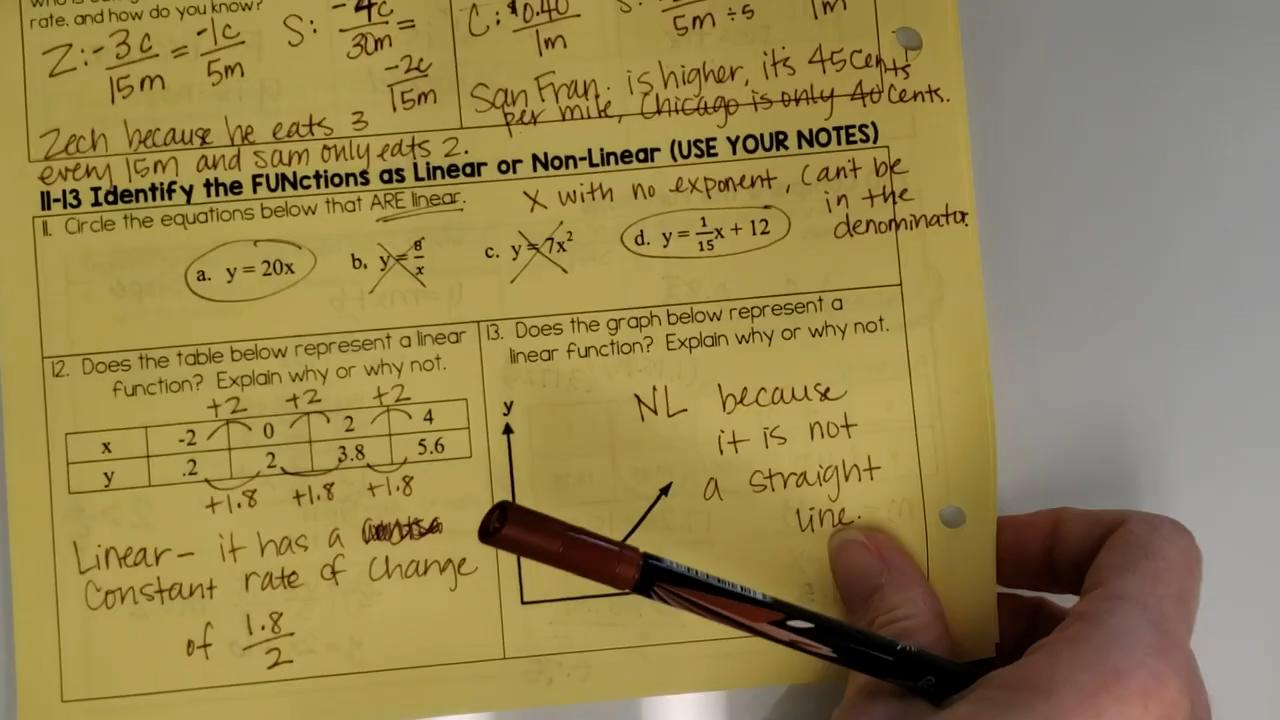 rate, and how do you know?
Z: -3c/15m = -1c/5m
S: -4c/30m =
-2c/15m
Zech because he eats 3
every 15m and Sam only eats 2.
C: $0.40/1m
S:
5m ÷5
1m
San Fran. is higher, it's 45 cents
per mile, Chicago is only 40 cents.
11-13 Identify the FUNctions as Linear or Non-Linear (USE YOUR NOTES)
11. Circle the equations below that ARE linear.
X with no exponent, can't be
in the
denominator.
a. y = 20x
b. y = 8/x
c. y = 7x²
d. y = 1/15 x + 12
12. Does the table below represent a linear
function? Explain why or why not.
+2 +2 +2
x -2 0 2 4
y .2 2 3.8 5.6
+1.8 +1.8 +1.8
Linear - it has a
constant rate of change
of 1.8/2
13. Does the graph below represent a
linear function? Explain why or why not.
y
NL because
it is not
a straight
line.